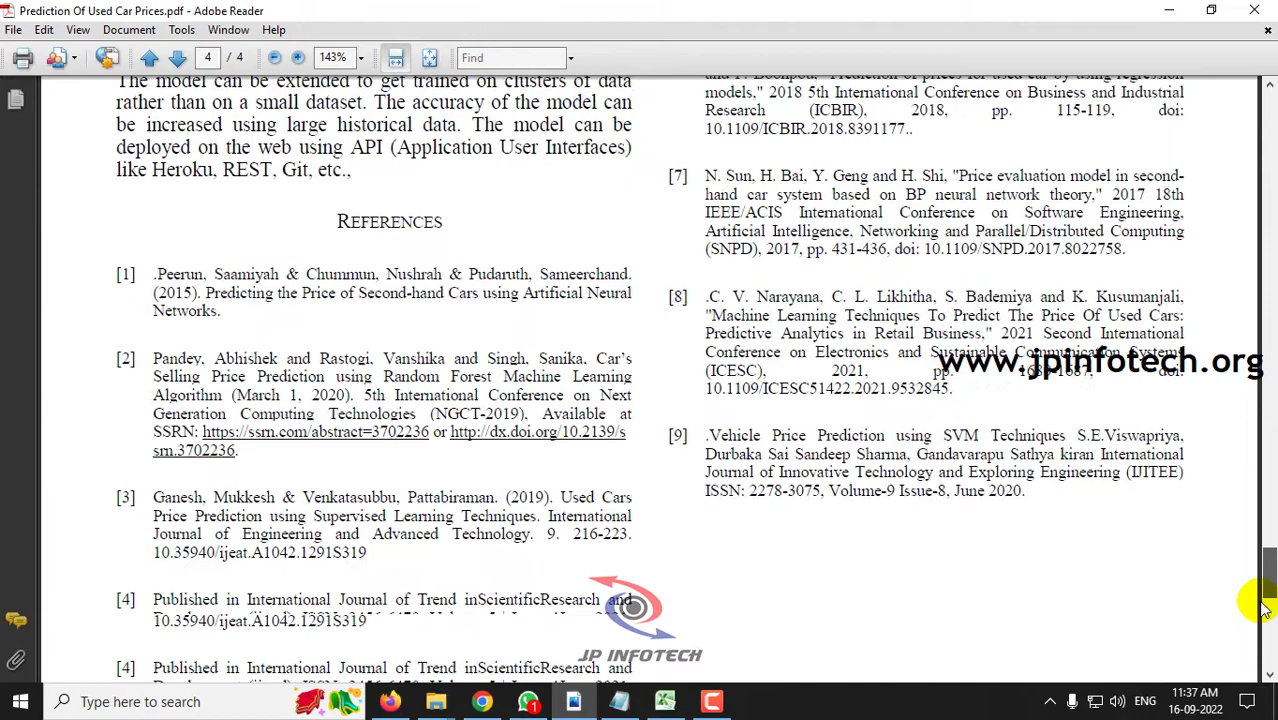 Prediction Of Used Car Prices.pdf - Adobe Reader
File Edit View Document Tools Window Help
4 / 4 143% Find
The model can be extended to get trained on clusters of data
rather than on a small dataset. The accuracy of the model can
be increased using large historical data. The model can be
deployed on the web using API (Application User Interfaces)
like Heroku, REST, Git, etc.,
REFERENCES
[1] .Peerun, Saamiyah & Chummun, Nushrah & Pudaruth, Sameerchand.
(2015). Predicting the Price of Second-hand Cars using Artificial Neural
Networks.
[2] Pandey, Abhishek and Rastogi, Vanshika and Singh, Sanika, Car's
Selling Price Prediction using Random Forest Machine Learning
Algorithm (March 1, 2020). 5th International Conference on Next
Generation Computing Technologies (NGCT-2019), Available at
SSRN: https://ssrn.com/abstract=3702236 or http://dx.doi.org/10.2139/s
srn.3702236.
[3] Ganesh, Mukkesh & Venkatasubbu, Pattabiraman. (2019). Used Cars
Price Prediction using Supervised Learning Techniques. International
Journal of Engineering and Advanced Technology. 9. 216-223.
10.35940/ijeat.A1042.1291S319
[4] Published in International Journal of Trend inScientificResearch and
10.35940/ijeat.A1042.1291S319
[4] Published in International Journal of Trend inScientificResearch and
models," 2018 5th International Conference on Business and Industrial
Research (ICBIR), 2018, pp. 115-119, doi:
10.1109/ICBIR.2018.8391177..
[7] N. Sun, H. Bai, Y. Geng and H. Shi, "Price evaluation model in second-
hand car system based on BP neural network theory," 2017 18th
IEEE/ACIS International Conference on Software Engineering,
Artificial Intelligence, Networking and Parallel/Distributed Computing
(SNPD), 2017, pp. 431-436, doi: 10.1109/SNPD.2017.8022758.
[8] .C. V. Narayana, C. L. Likhitha, S. Bademiya and K. Kusumanjali,
"Machine Learning Techniques To Predict The Price Of Used Cars:
Predictive Analytics in Retail Business," 2021 Second International
Conference on Electronics and Sustainable Communication Systems
(ICESC), 2021, pp. doi:
10.1109/ICESC51422.2021.9532845.
www.jpinfotech.org
[9] .Vehicle Price Prediction using SVM Techniques S.E.Viswapriya,
Durbaka Sai Sandeep Sharma, Gandavarapu Sathya kiran International
Journal of Innovative Technology and Exploring Engineering (IJITEE)
ISSN: 2278-3075, Volume-9 Issue-8, June 2020.
JP INFOTECH
Type here to search
1
ENG
11:37 AM
16-09-2022